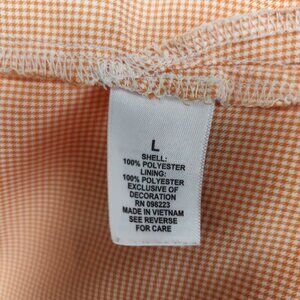 L
SHELL:
100% POLYESTER
LINING:
100% POLYESTER
EXCLUSIVE OF
DECORATION
RN 098223
MADE IN VIETNAM
SEE REVERSE
FOR CARE